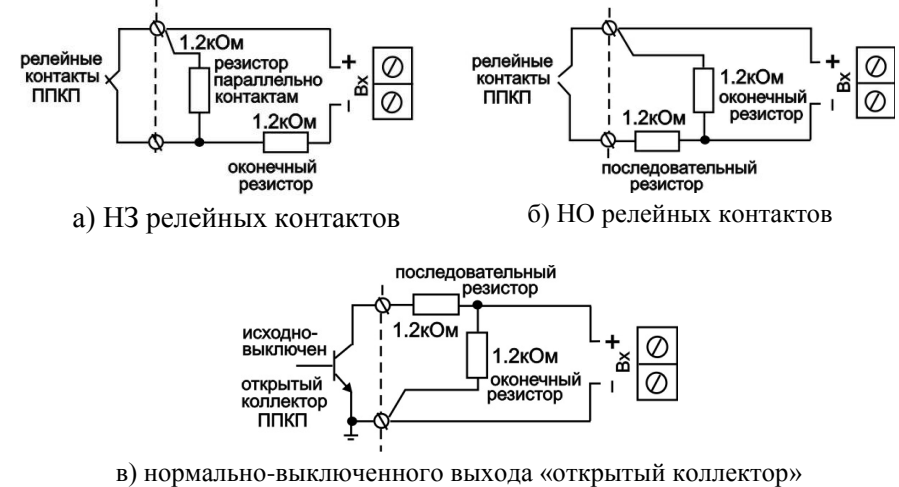 1.2кОм
релейные
контакты
ППКП
резистор
параллельно
контактам
1.2кОм
оконечный
резистор
+
Вх
–
а) НЗ релейных контактов
релейные
контакты
ППКП
1.2кОм
оконечный
резистор
1.2кОм
последовательный
резистор
+
Вх
–
б) НО релейных контактов
последовательный
резистор
1.2кОм
исходно-
выключен
открытый
коллектор
ППКП
1.2кОм
оконечный
резистор
+
Вх
–
в) нормально-выключенного выхода «открытый коллектор»